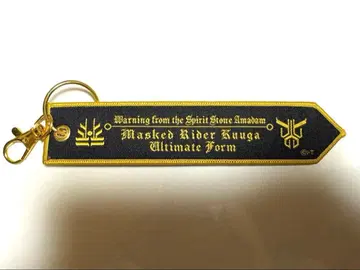 Warning from the Spirit Stone Amadam
Masked Rider Kuuga
Ultimate Form